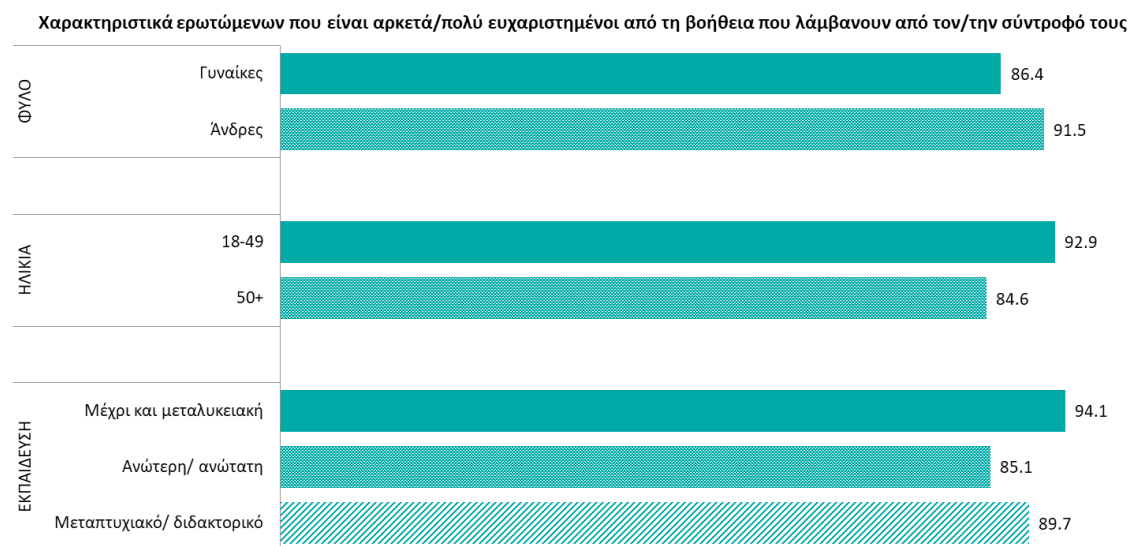 Χαρακτηριστικά ερωτώμενων που είναι αρκετά/πολύ ευχαριστημένοι από τη βοήθεια που λάμβανουν από τον/την σύντροφό τους
ΦΥΛΟ
Γυναίκες 86.4
Άνδρες 91.5
ΗΛΙΚΙΑ
18-49 92.9
50+ 84.6
ΕΚΠΑΙΔΕΥΣΗ
Μέχρι και μεταλυκειακή 94.1
Ανώτερη/ ανώτατη 85.1
Μεταπτυχιακό/ διδακτορικό 89.7